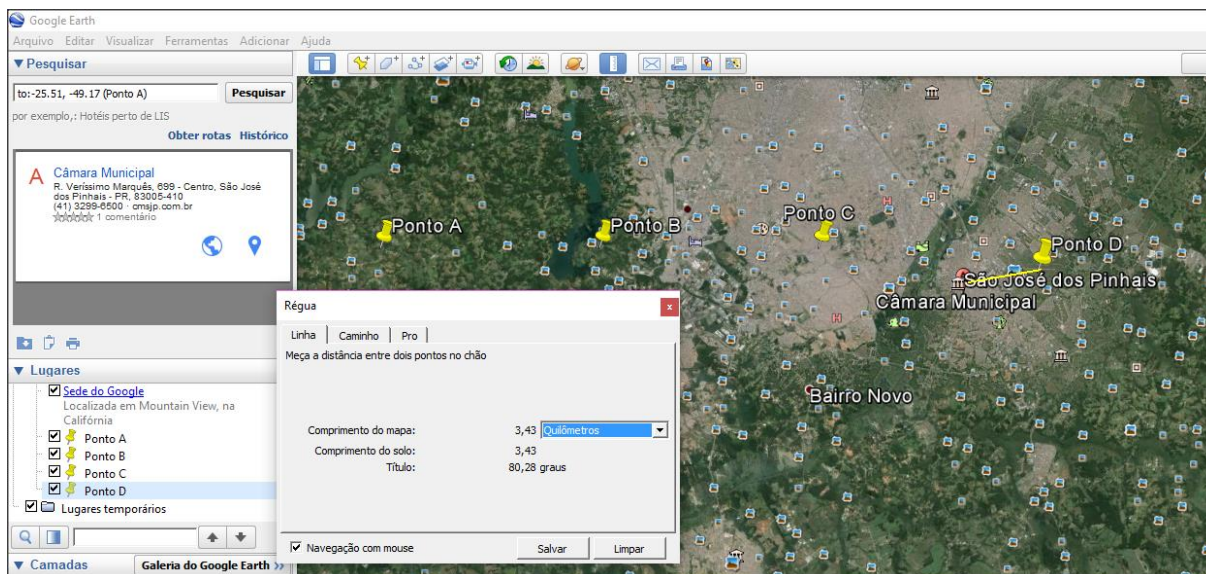 Google Earth
Arquivo Editar Visualizar Ferramentas Adicionar Ajuda
▼ Pesquisar
to:-25.51, -49.17 (Ponto A) Pesquisar
por exemplo,: Hotéis perto de LIS
Obter rotas Histórico
A Câmara Municipal
R. Veríssimo Marquês, 699 - Centro, São José
dos Pinhais - PR, 83005-410
(41) 3299-6500 · cmsjp.com.br
1 comentário
▼ Lugares
Sede do Google
Localizada em Mountain View, na
Califórnia
Ponto A
Ponto B
Ponto C
Ponto D
Lugares temporários
▼ Camadas Galeria do Google Earth >>
Ponto A
Ponto B
Ponto C
Ponto D
São José dos Pinhais
Câmara Municipal
Bairro Novo
Régua x
Linha Caminho Pro
Meça a distância entre dois pontos no chão
Comprimento do mapa: 3,43 Quilômetros
Comprimento do solo: 3,43
Título: 80,28 graus
Navegação com mouse Salvar Limpar